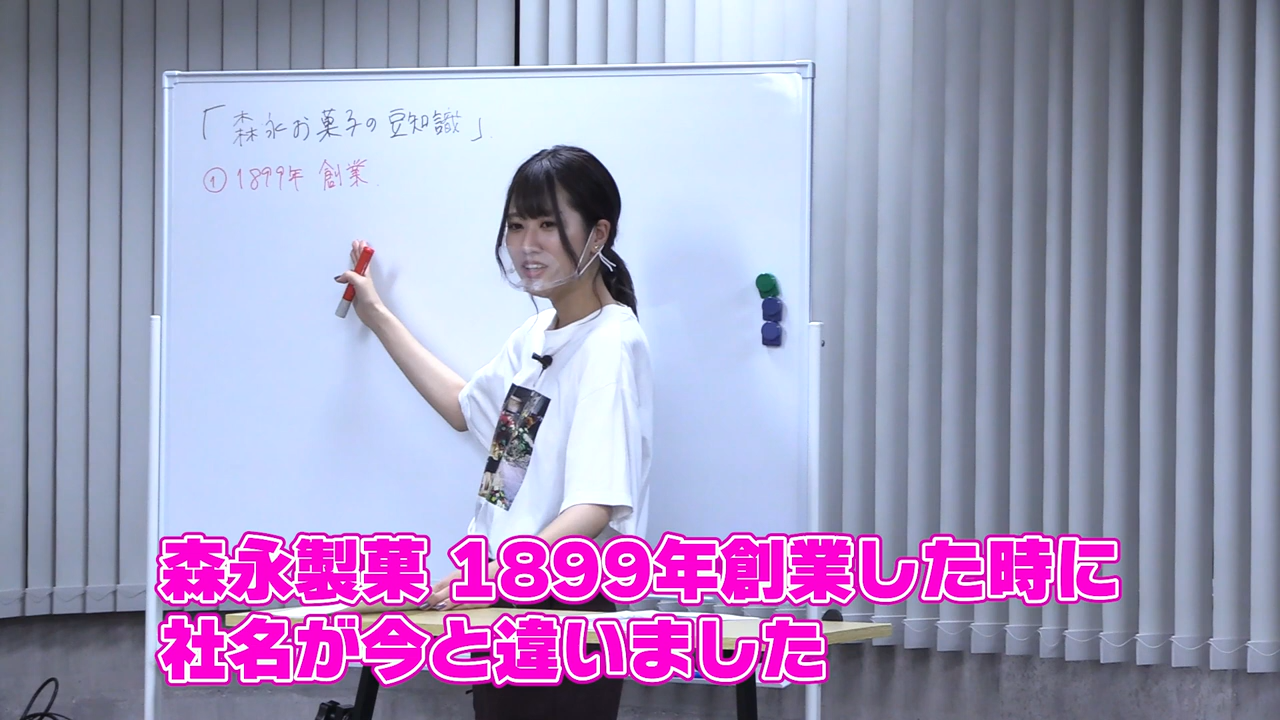 「森永お菓子の豆知識」
①1899年 創業
森永製菓 1899年創業した時に
社名が今と違いました